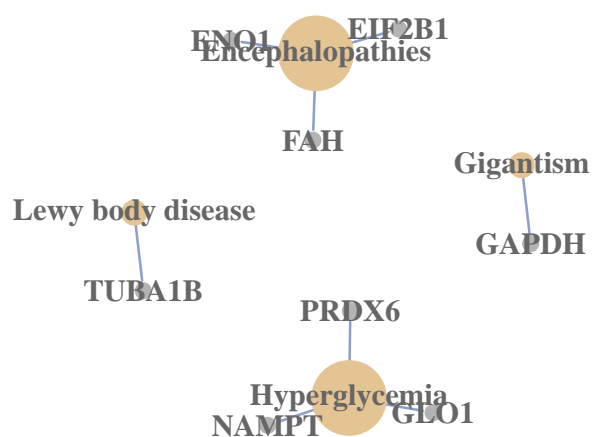 EIF2B1
ENO1
Encephalopathies
FAH
Gigantism
Lewy body disease
GAPDH
TUBA1B
PRDX6
Hyperglycemia
GLO1
NAMPT